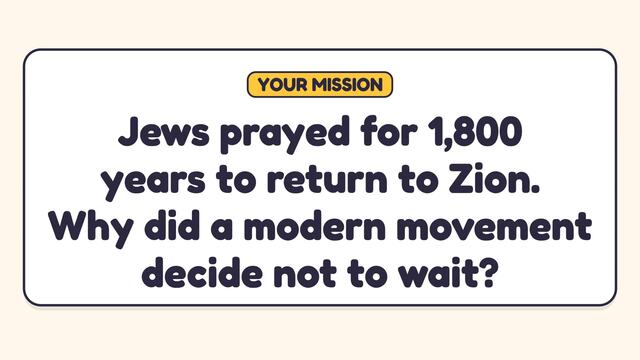 YOUR MISSION
Jews prayed for 1,800
years to return to Zion.
Why did a modern movement
decide not to wait?